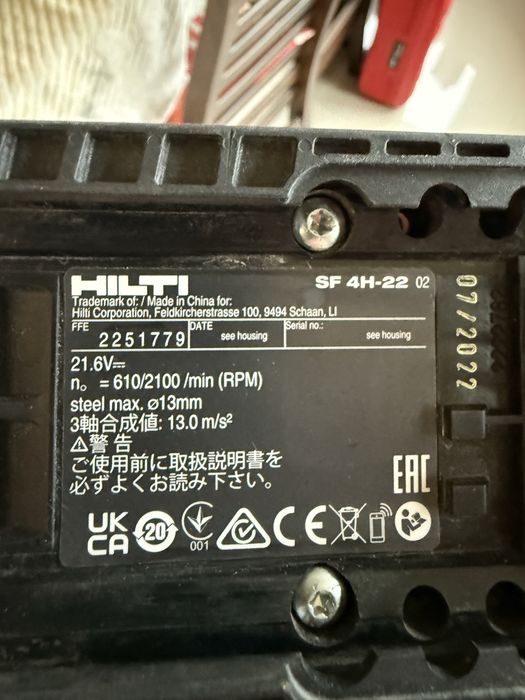 HILTI SF 4H-22 02
Trademark of: / Made in China for:
Hilti Corporation, Feldkircherstrasse 100, 9494 Schaan, LI
FFE 2251779 DATE see housing Serial no.: see housing
21.6V⎓
n₀ = 610/2100 /min (RPM)
steel max. ø13mm
3軸合成値: 13.0 m/s²
⚠警 告
ご使用前に取扱説明書を
必ずよくお読み下さい。
EAC
UK
CA
20
001
CE
07/2022